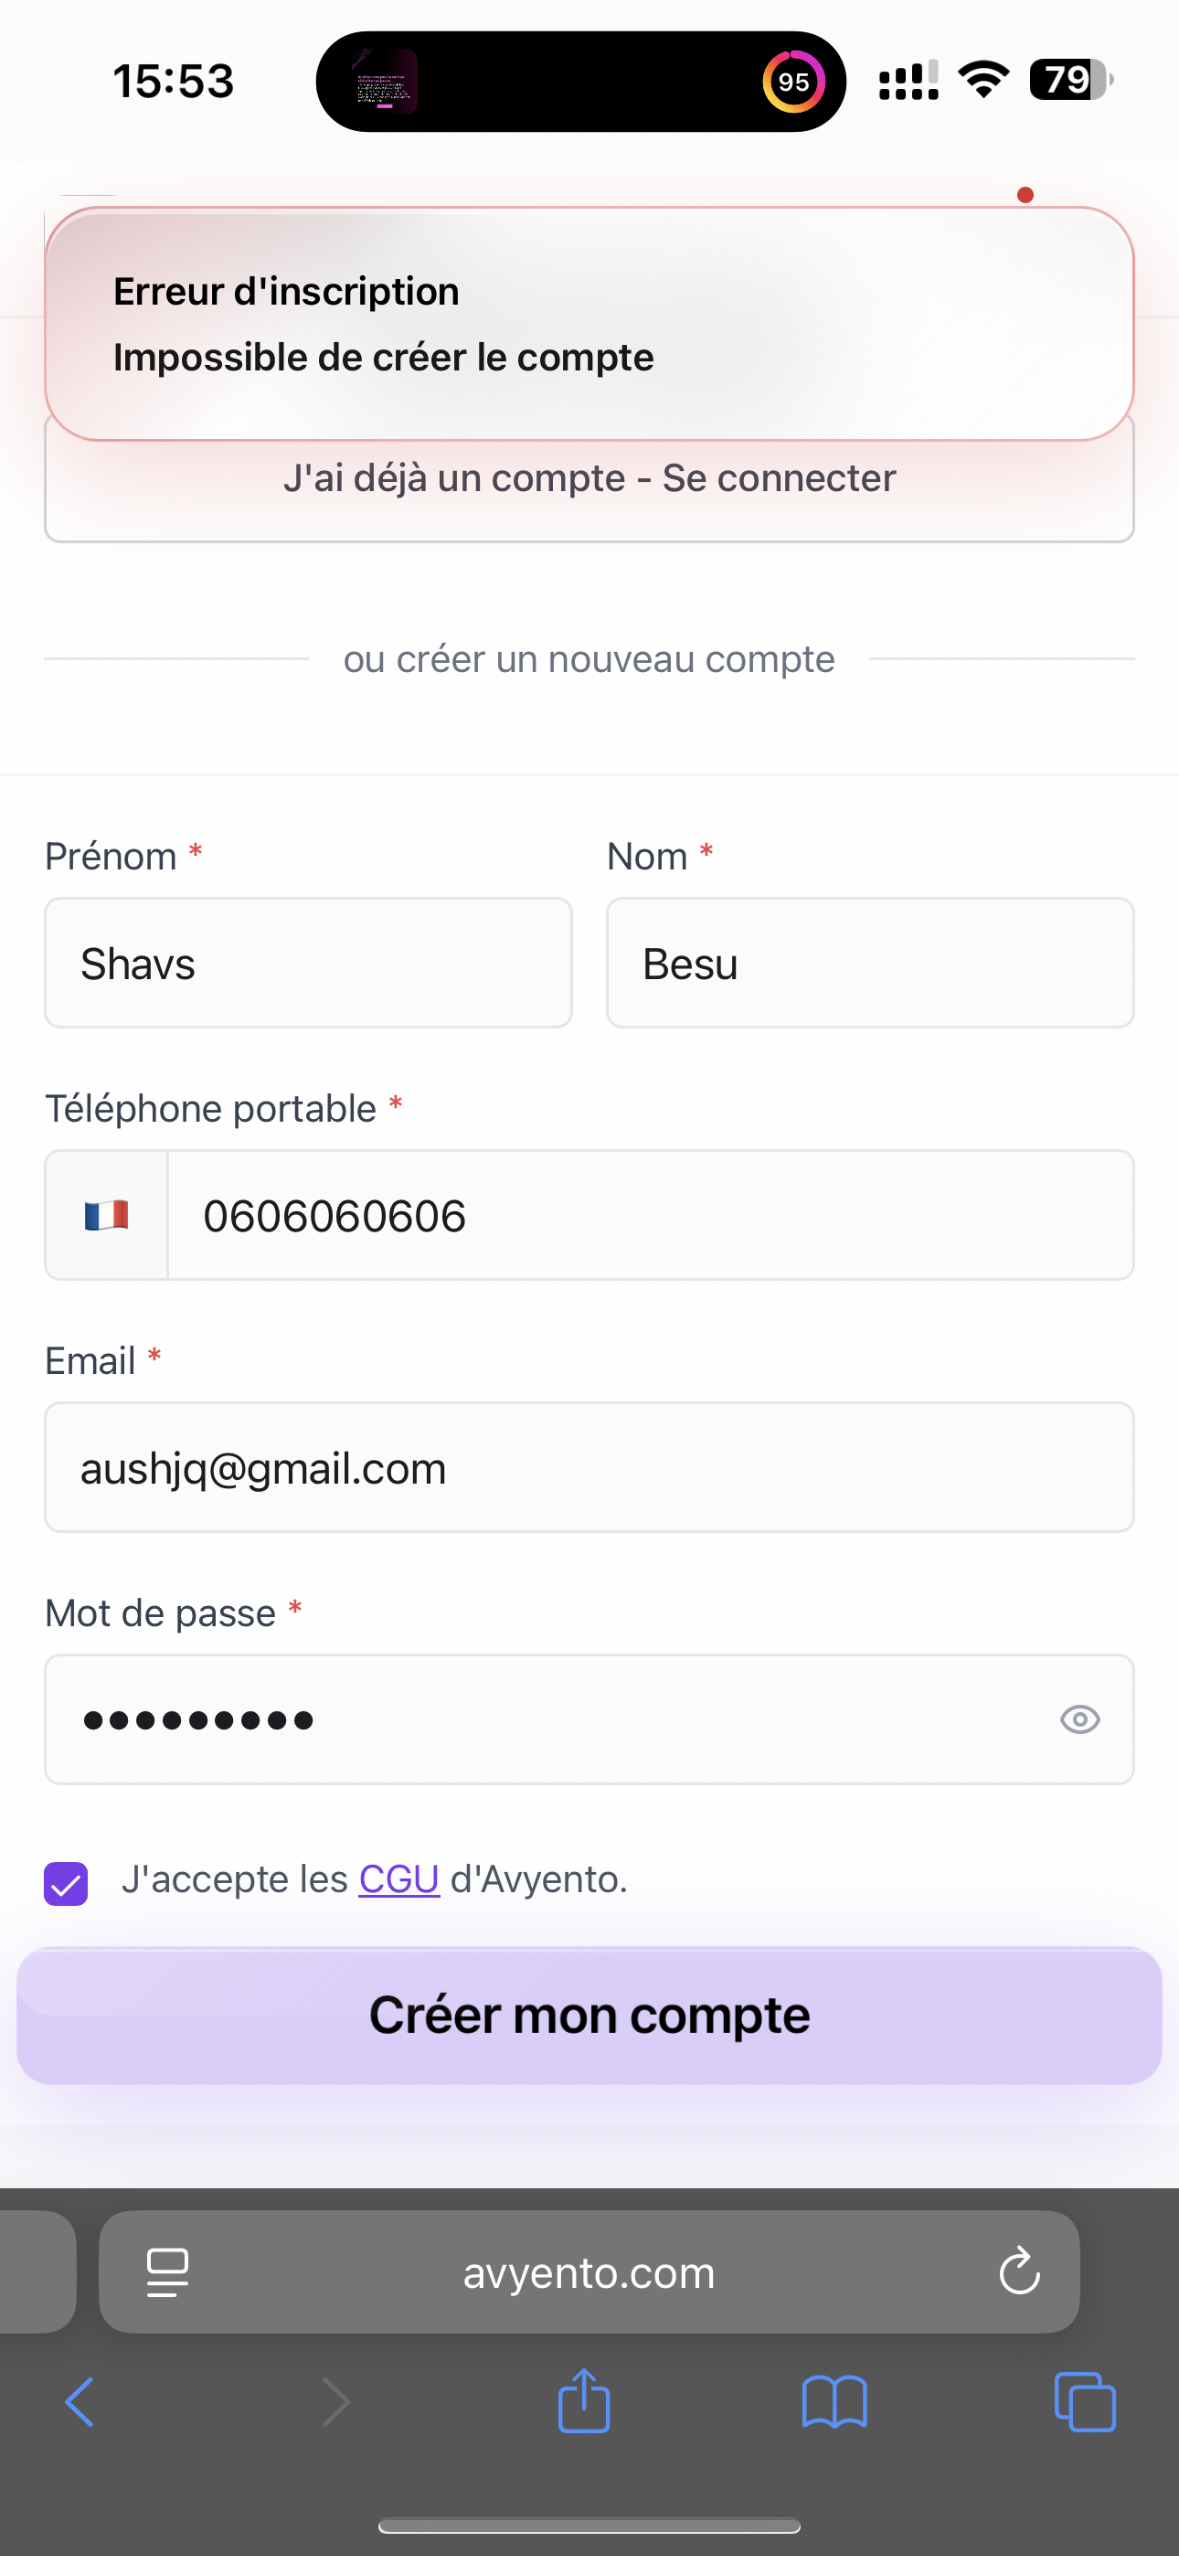 15:53
95
79
Erreur d'inscription
Impossible de créer le compte
J'ai déjà un compte - Se connecter
ou créer un nouveau compte
Prénom *
Nom *
Shavs
Besu
Téléphone portable *
0606060606
Email *
aushjq@gmail.com
Mot de passe *
J'accepte les CGU d'Avyento.
Créer mon compte
avyento.com